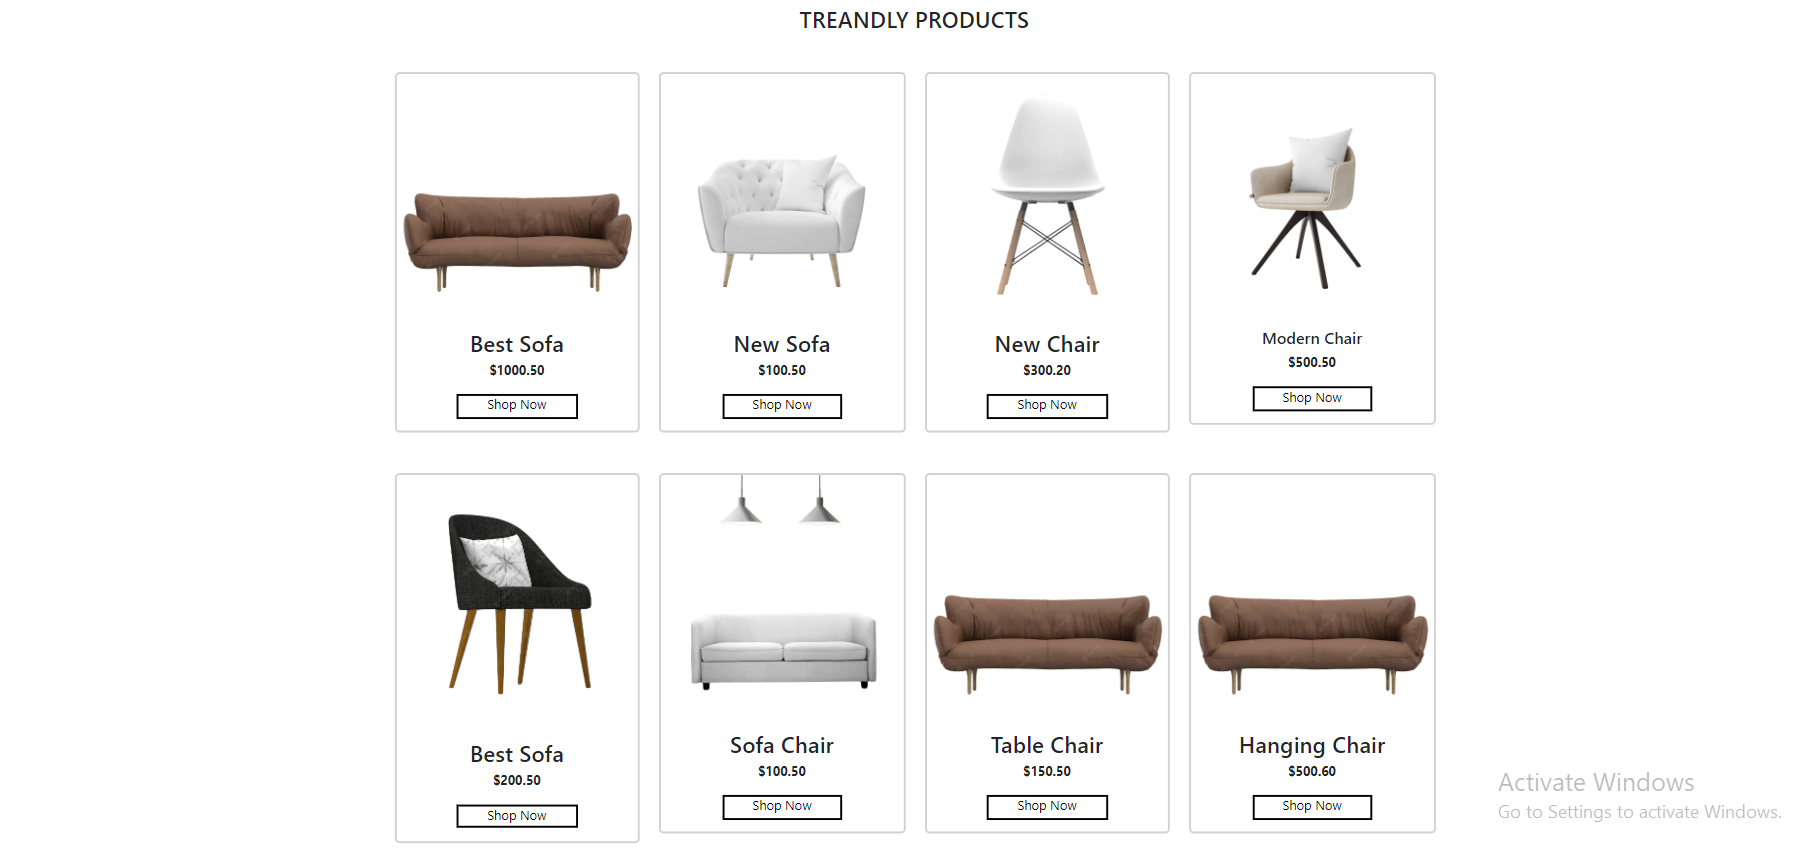 TREANDLY PRODUCTS
Best Sofa
$1000.50
Shop Now
New Sofa
$100.50
Shop Now
New Chair
$300.20
Shop Now
Modern Chair
$500.50
Shop Now
Best Sofa
$200.50
Shop Now
Sofa Chair
$100.50
Shop Now
Table Chair
$150.50
Shop Now
Hanging Chair
$500.60
Shop Now
Activate Windows
Go to Settings to activate Windows.